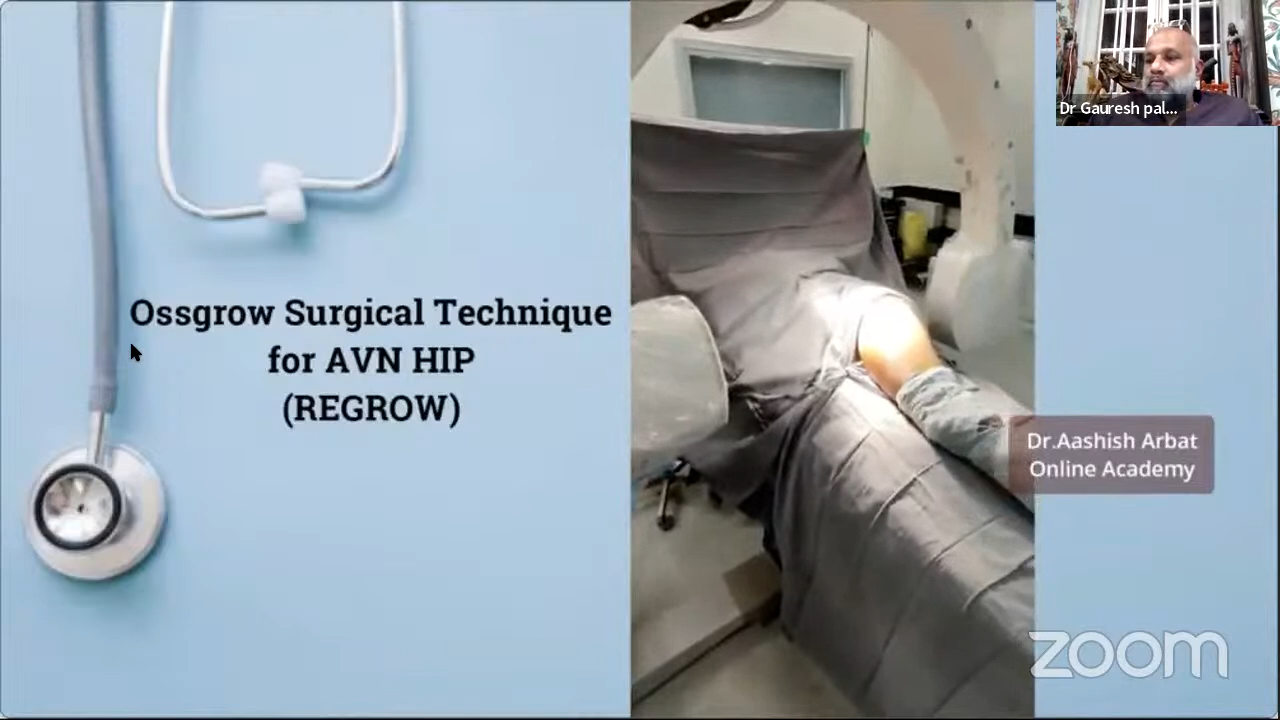 Ossgrow Surgical Technique
for AVN HIP
(REGROW)
Dr Gauresh pal...
Dr.Aashish Arbat
Online Academy
zoom